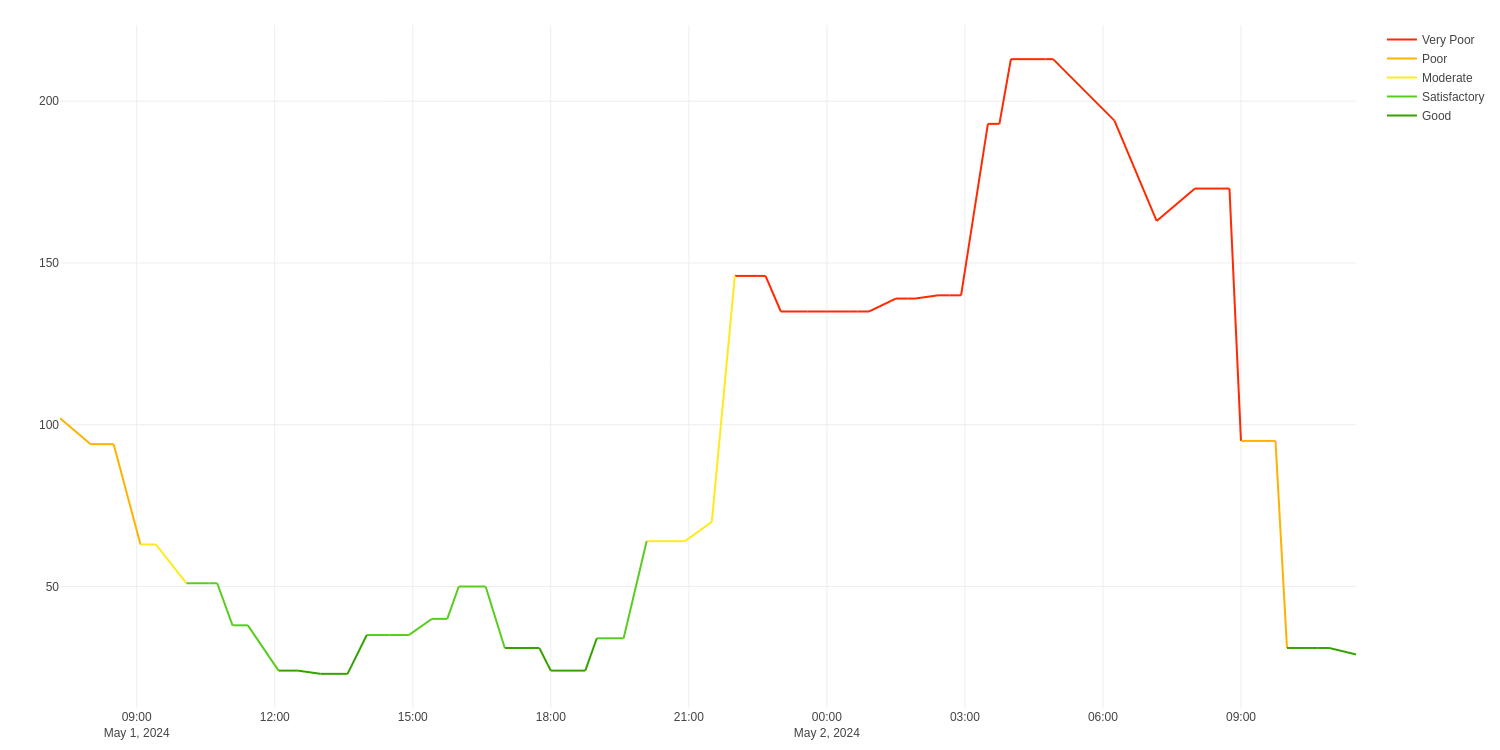 200
150
100
50
09:00
May 1, 2024
12:00
15:00
18:00
21:00
00:00
May 2, 2024
03:00
06:00
09:00
Very Poor
Poor
Moderate
Satisfactory
Good